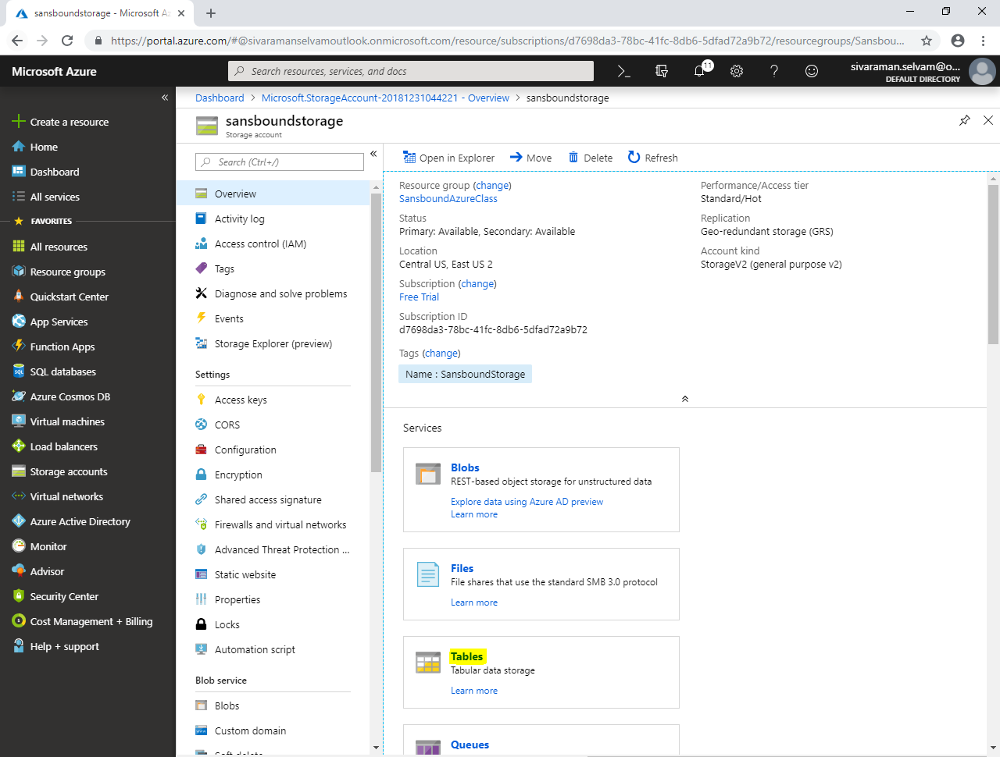 sansboundstorage - Microsoft Az
https://portal.azure.com/#@sivaramanselvamoutlook.onmicrosoft.com/resource/subscriptions/d7698da3-78bc-41fc-8db6-5dfad72a9b72/resourcegroups/Sansbou...
Microsoft Azure
Search resources, services, and docs
11
sivaraman.selvam@o...
DEFAULT DIRECTORY
Create a resource
Home
Dashboard
All services
FAVORITES
All resources
Resource groups
Quickstart Center
App Services
Function Apps
SQL databases
Azure Cosmos DB
Virtual machines
Load balancers
Storage accounts
Virtual networks
Azure Active Directory
Monitor
Advisor
Security Center
Cost Management + Billing
Help + support
Dashboard > Microsoft.StorageAccount-20181231044221 - Overview > sansboundstorage
sansboundstorage
Storage account
Search (Ctrl+/)
Overview
Activity log
Access control (IAM)
Tags
Diagnose and solve problems
Events
Storage Explorer (preview)
Settings
Access keys
CORS
Configuration
Encryption
Shared access signature
Firewalls and virtual networks
Advanced Threat Protection ...
Static website
Properties
Locks
Automation script
Blob service
Blobs
Custom domain
Soft delete
Open in Explorer
Move
Delete
Refresh
Resource group (change)
SansboundAzureClass
Status
Primary: Available, Secondary: Available
Location
Central US, East US 2
Subscription (change)
Free Trial
Subscription ID
d7698da3-78bc-41fc-8db6-5dfad72a9b72
Tags (change)
Name : SansboundStorage
Performance/Access tier
Standard/Hot
Replication
Geo-redundant storage (GRS)
Account kind
StorageV2 (general purpose v2)
Services
Blobs
REST-based object storage for unstructured data
Explore data using Azure AD preview
Learn more
Files
File shares that use the standard SMB 3.0 protocol
Learn more
Tables
Tabular data storage
Learn more
Queues